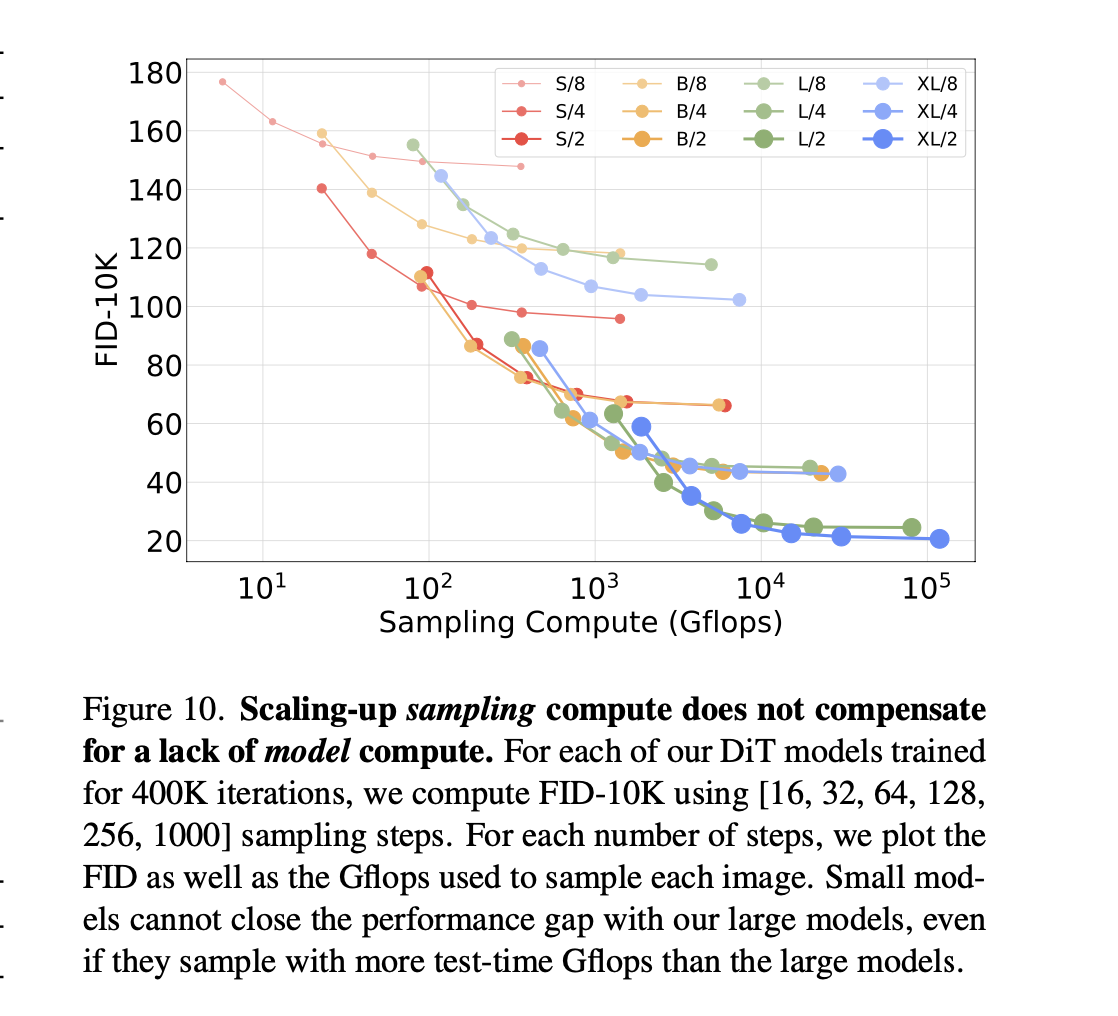 180
160
140
120
100
80
60
40
20
FID-10K
S/8 B/8 L/8 XL/8
S/4 B/4 L/4 XL/4
S/2 B/2 L/2 XL/2
10¹ 10² 10³ 10⁴ 10⁵
Sampling Compute (Gflops)
Figure 10. Scaling-up sampling compute does not compensate
for a lack of model compute. For each of our DiT models trained
for 400K iterations, we compute FID-10K using [16, 32, 64, 128,
256, 1000] sampling steps. For each number of steps, we plot the
FID as well as the Gflops used to sample each image. Small mod-
els cannot close the performance gap with our large models, even
if they sample with more test-time Gflops than the large models.